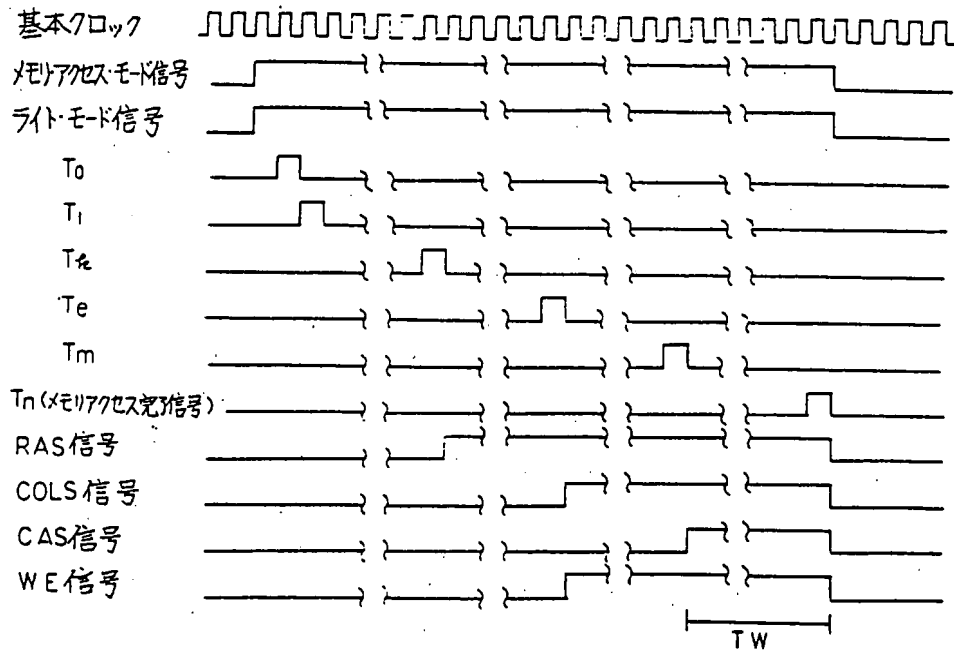 基本クロック
メモリアクセス・モード信号
ライト・モード信号
T0
T1
Tk
Te
Tm
Tn(メモリアクセス完了信号)
RAS信号
COLS信号
CAS信号
WE信号
TW